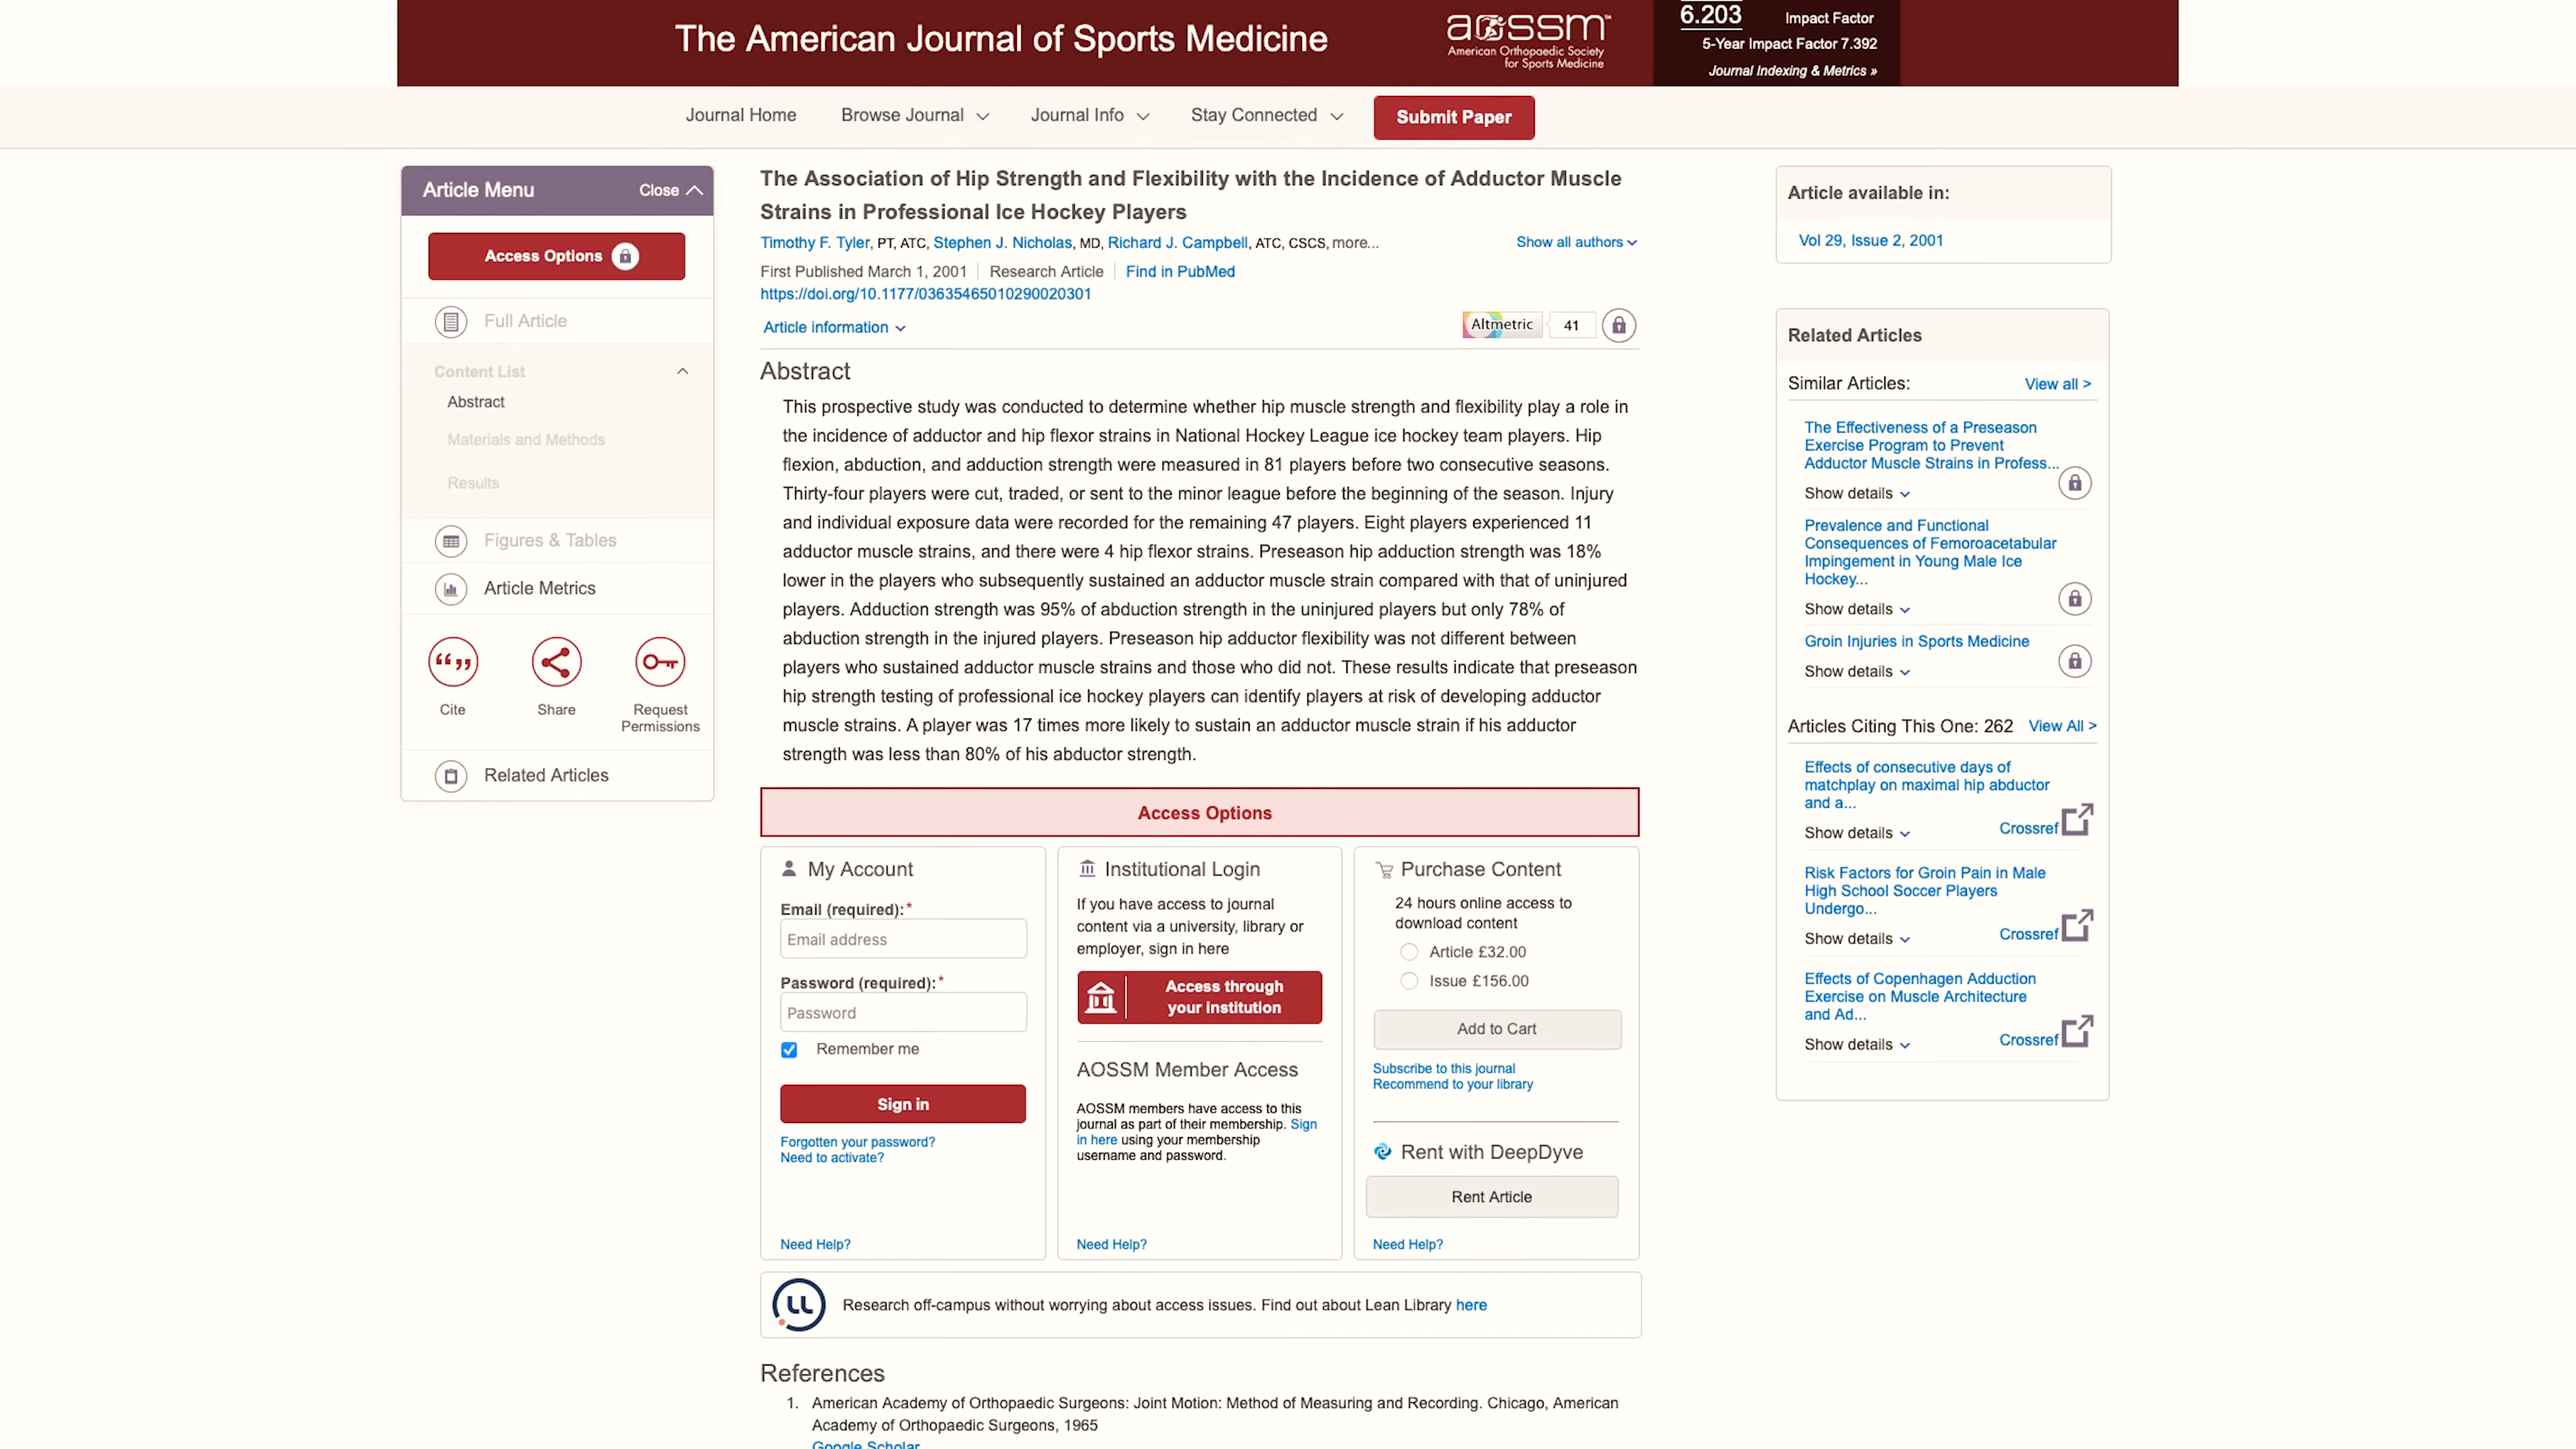 The American Journal of Sports Medicine
aossm
American Orthopaedic Society
for Sports Medicine
6.203 Impact Factor
5-Year Impact Factor 7.392
Journal Indexing & Metrics »
Journal Home Browse Journal Journal Info Stay Connected Submit Paper
Article Menu Close
Access Options
Full Article
Content List
Abstract
Materials and Methods
Results
Figures & Tables
Article Metrics
Cite Share Request
Permissions
Related Articles
The Association of Hip Strength and Flexibility with the Incidence of Adductor Muscle
Strains in Professional Ice Hockey Players
Timothy F. Tyler, PT, ATC, Stephen J. Nicholas, MD, Richard J. Campbell, ATC, CSCS, more... Show all authors
First Published March 1, 2001 Research Article Find in PubMed
https://doi.org/10.1177/03635465010290020301
Article information Altmetric 41
Abstract
This prospective study was conducted to determine whether hip muscle strength and flexibility play a role in
the incidence of adductor and hip flexor strains in National Hockey League ice hockey team players. Hip
flexion, abduction, and adduction strength were measured in 81 players before two consecutive seasons.
Thirty-four players were cut, traded, or sent to the minor league before the beginning of the season. Injury
and individual exposure data were recorded for the remaining 47 players. Eight players experienced 11
adductor muscle strains, and there were 4 hip flexor strains. Preseason hip adduction strength was 18%
lower in the players who subsequently sustained an adductor muscle strain compared with that of uninjured
players. Adduction strength was 95% of abduction strength in the uninjured players but only 78% of
abduction strength in the injured players. Preseason hip adductor flexibility was not different between
players who sustained adductor muscle strains and those who did not. These results indicate that preseason
hip strength testing of professional ice hockey players can identify players at risk of developing adductor
muscle strains. A player was 17 times more likely to sustain an adductor muscle strain if his adductor
strength was less than 80% of his abductor strength.
Access Options
My Account
Email (required):*
Email address
Password (required):*
Password
Remember me
Sign in
Forgotten your password?
Need to activate?
Need Help?
Institutional Login
If you have access to journal
content via a university, library or
employer, sign in here
Access through
your institution
AOSSM Member Access
AOSSM members have access to this
journal as part of their membership. Sign
in here using your membership
username and password.
Need Help?
Purchase Content
24 hours online access to
download content
Article £32.00
Issue £156.00
Add to Cart
Subscribe to this journal
Recommend to your library
Rent with DeepDyve
Rent Article
Need Help?
Research off-campus without worrying about access issues. Find out about Lean Library here
References
1. American Academy of Orthopaedic Surgeons: Joint Motion: Method of Measuring and Recording. Chicago, American
Academy of Orthopaedic Surgeons, 1965
Google Scholar
Article available in:
Vol 29, Issue 2, 2001
Related Articles
Similar Articles: View all >
The Effectiveness of a Preseason
Exercise Program to Prevent
Adductor Muscle Strains in Profess...
Show details
Prevalence and Functional
Consequences of Femoroacetabular
Impingement in Young Male Ice
Hockey...
Show details
Groin Injuries in Sports Medicine
Show details
Articles Citing This One: 262 View All >
Effects of consecutive days of
matchplay on maximal hip abductor
and a...
Show details Crossref
Risk Factors for Groin Pain in Male
High School Soccer Players
Undergo...
Show details Crossref
Effects of Copenhagen Adduction
Exercise on Muscle Architecture
and Ad...
Show details Crossref